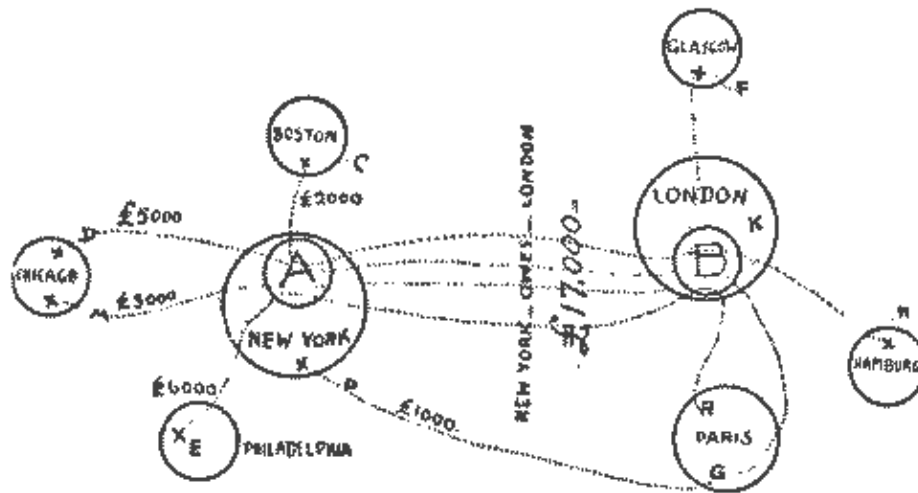 GLASGOW
F
BOSTON
C
£2000
LONDON
K
£5000
D
CHICAGO
A
B
M
£3000
NEW YORK
NEW YORK — OWES — LONDON
£17,000
H
HAMBURG
P
£6000
£1000
R
PARIS
G
E
PHILADELPHIA